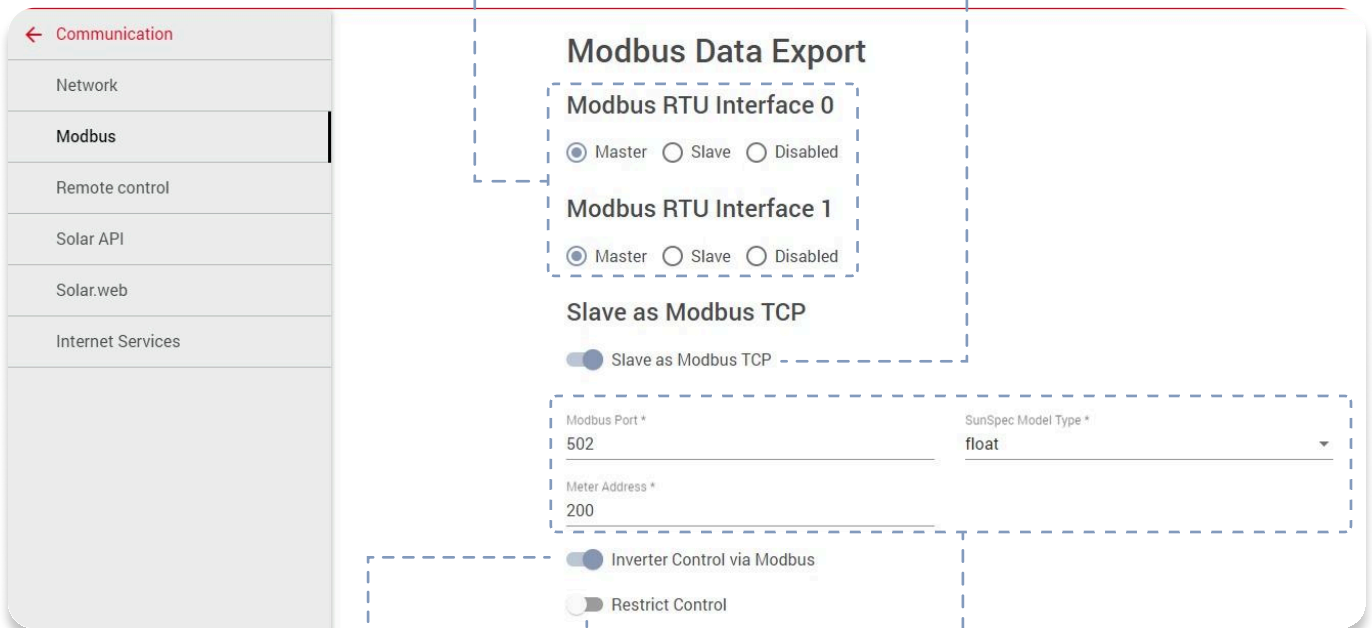 Communication
Network
Modbus
Remote control
Solar API
Solar.web
Internet Services
Modbus Data Export
Modbus RTU Interface 0
Master Slave Disabled
Modbus RTU Interface 1
Master Slave Disabled
Slave as Modbus TCP
Slave as Modbus TCP
Modbus Port * SunSpec Model Type *
502 float
Meter Address *
200
Inverter Control via Modbus
Restrict Control